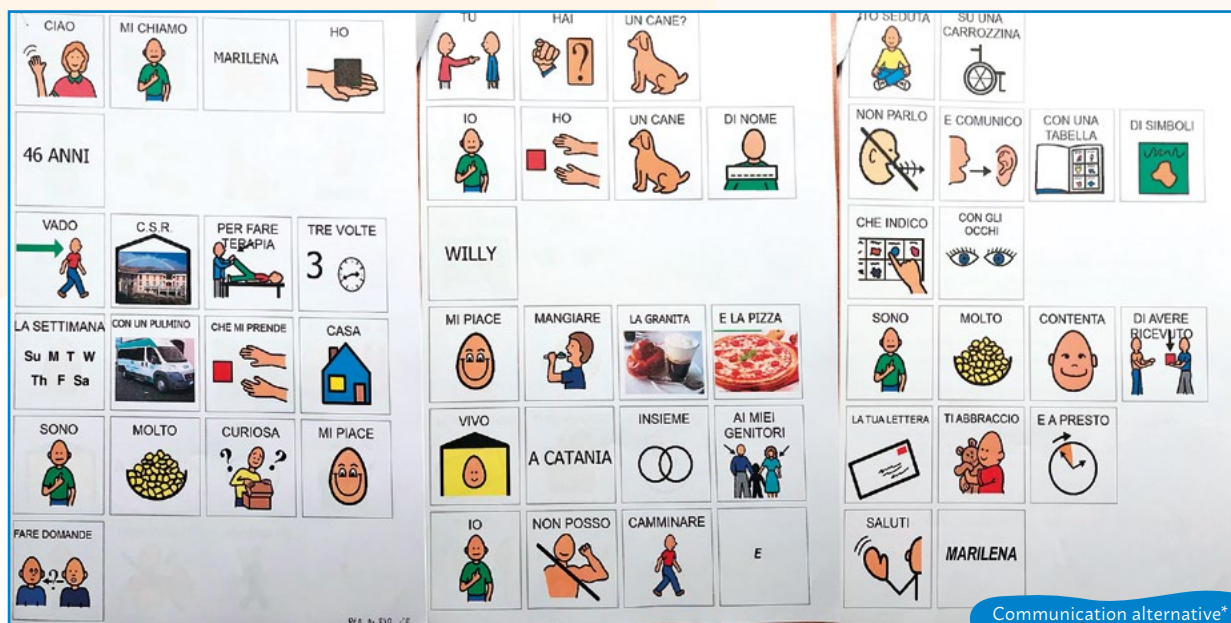 CIAO MI CHIAMO MARILENA HO
46 ANNI
VADO C.S.R. PER FARE TERAPIA TRE VOLTE
3
LA SETTIMANA CON UN PULMINO CHE MI PRENDE CASA
Su M T W
Th F Sa
SONO MOLTO CURIOSA MI PIACE
? ?
FARE DOMANDE
?
TU HAI UN CANE?
?
IO HO UN CANE DI NOME
WILLY
MI PIACE MANGIARE LA GRANITA E LA PIZZA
VIVO A CATANIA INSIEME AI MIEI GENITORI
IO NON POSSO CAMMINARE E
STO SEDUTA SU UNA CARROZZINA
NON PARLO E COMUNICO CON UNA TABELLA DI SIMBOLI
CHE INDICO CON GLI OCCHI
SONO MOLTO CONTENTA DI AVERE RICEVUTO
LA TUA LETTERA TI ABBRACCIO E A PRESTO
SALUTI MARILENA
Communication alternative*